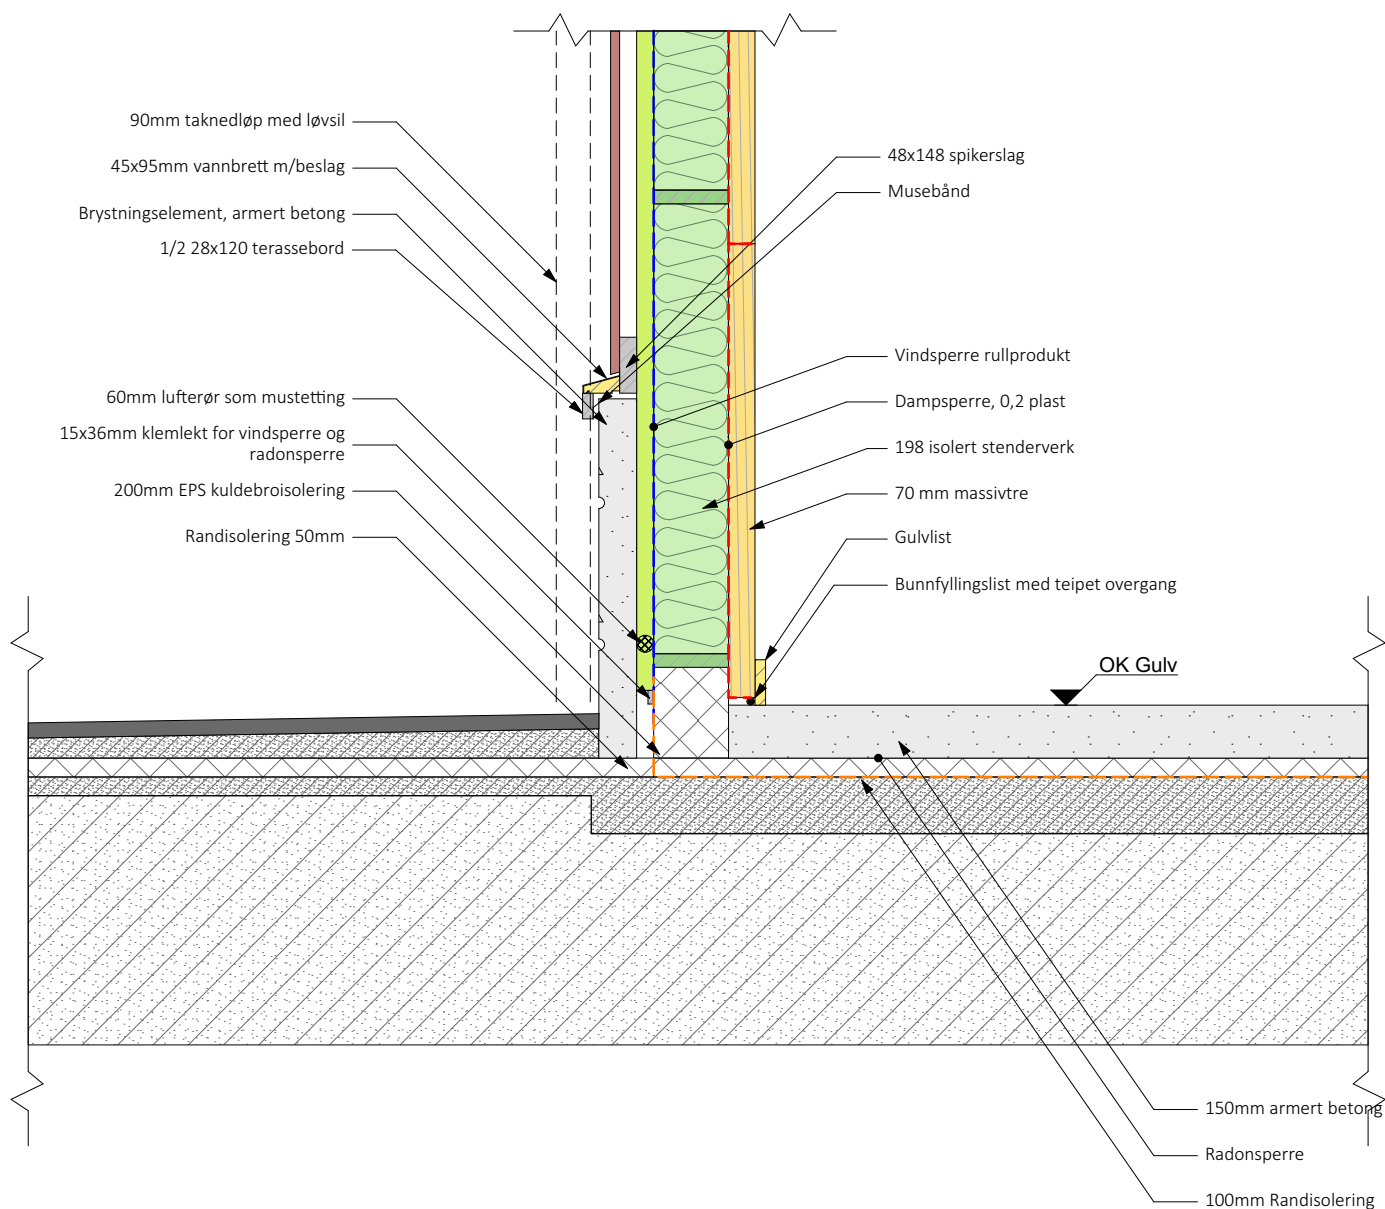 90mm taknedløp med løvsil
45x95mm vannbrett m/beslag
Brystningselement, armert betong
1/2 28x120 terassebord
48x148 spikerslag
Musebånd
60mm lufterør som mustetting
15x36mm klemlekt for vindsperre og
radonsperre
200mm EPS kuldebroisolering
Randisolering 50mm
Vindsperre rullprodukt
Dampsperre, 0,2 plast
198 isolert stenderverk
70 mm massivtre
Gulvlist
Bunnfyllingslist med teipet overgang
OK Gulv
150mm armert betong
Radonsperre
100mm Randisolering